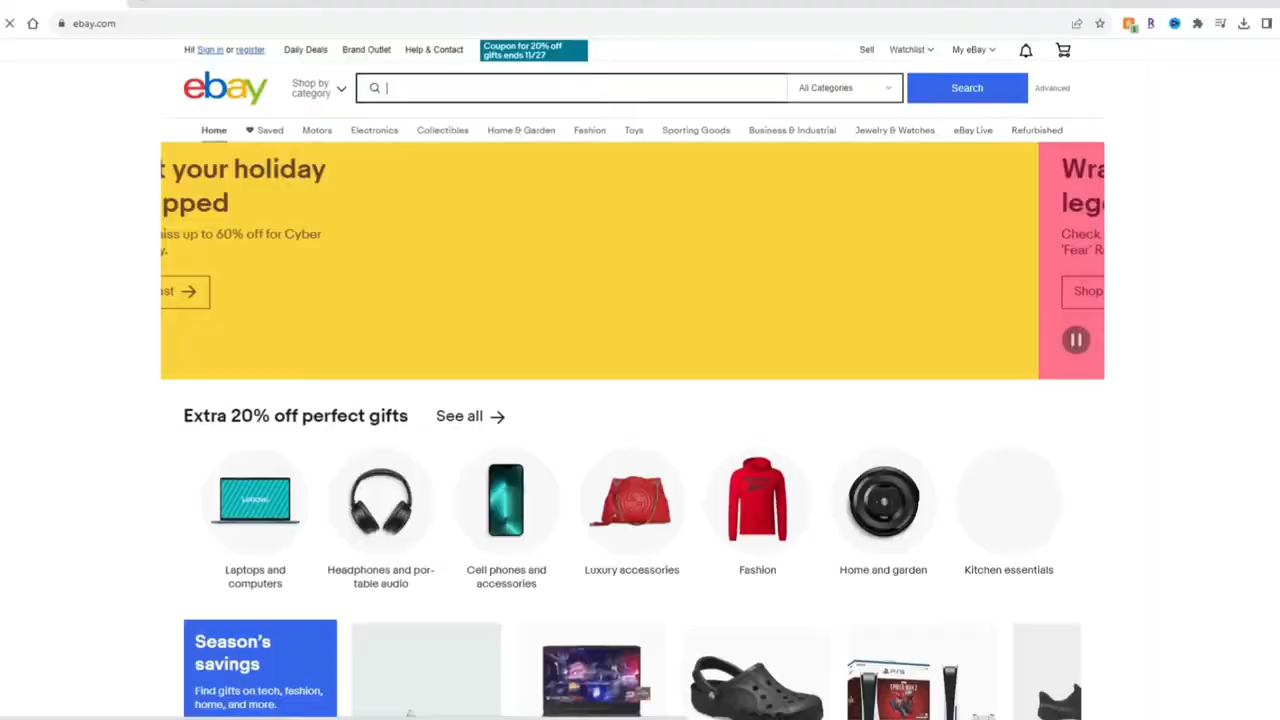 ebay.com
Hi! Sign in or register
Daily Deals
Brand Outlet
Help & Contact
Coupon for 20% off
gifts ends 11/27
Sell
Watchlist
My eBay
ebay
Shop by
category
All Categories
Search
Advanced
Home
Saved
Motors
Electronics
Collectibles
Home & Garden
Fashion
Toys
Sporting Goods
Business & Industrial
Jewelry & Watches
eBay Live
Refurbished
t your holiday
pped
iss up to 60% off for Cyber
y.
ast
Wra
leg
Check
'Fear' R
Shop
Extra 20% off perfect gifts
See all
Lenovo
Laptops and
computers
Headphones and por-
table audio
Cell phones and
accessories
Luxury accessories
Fashion
Home and garden
Kitchen essentials
Season's
savings
Find gifts on tech, fashion,
home, and more.